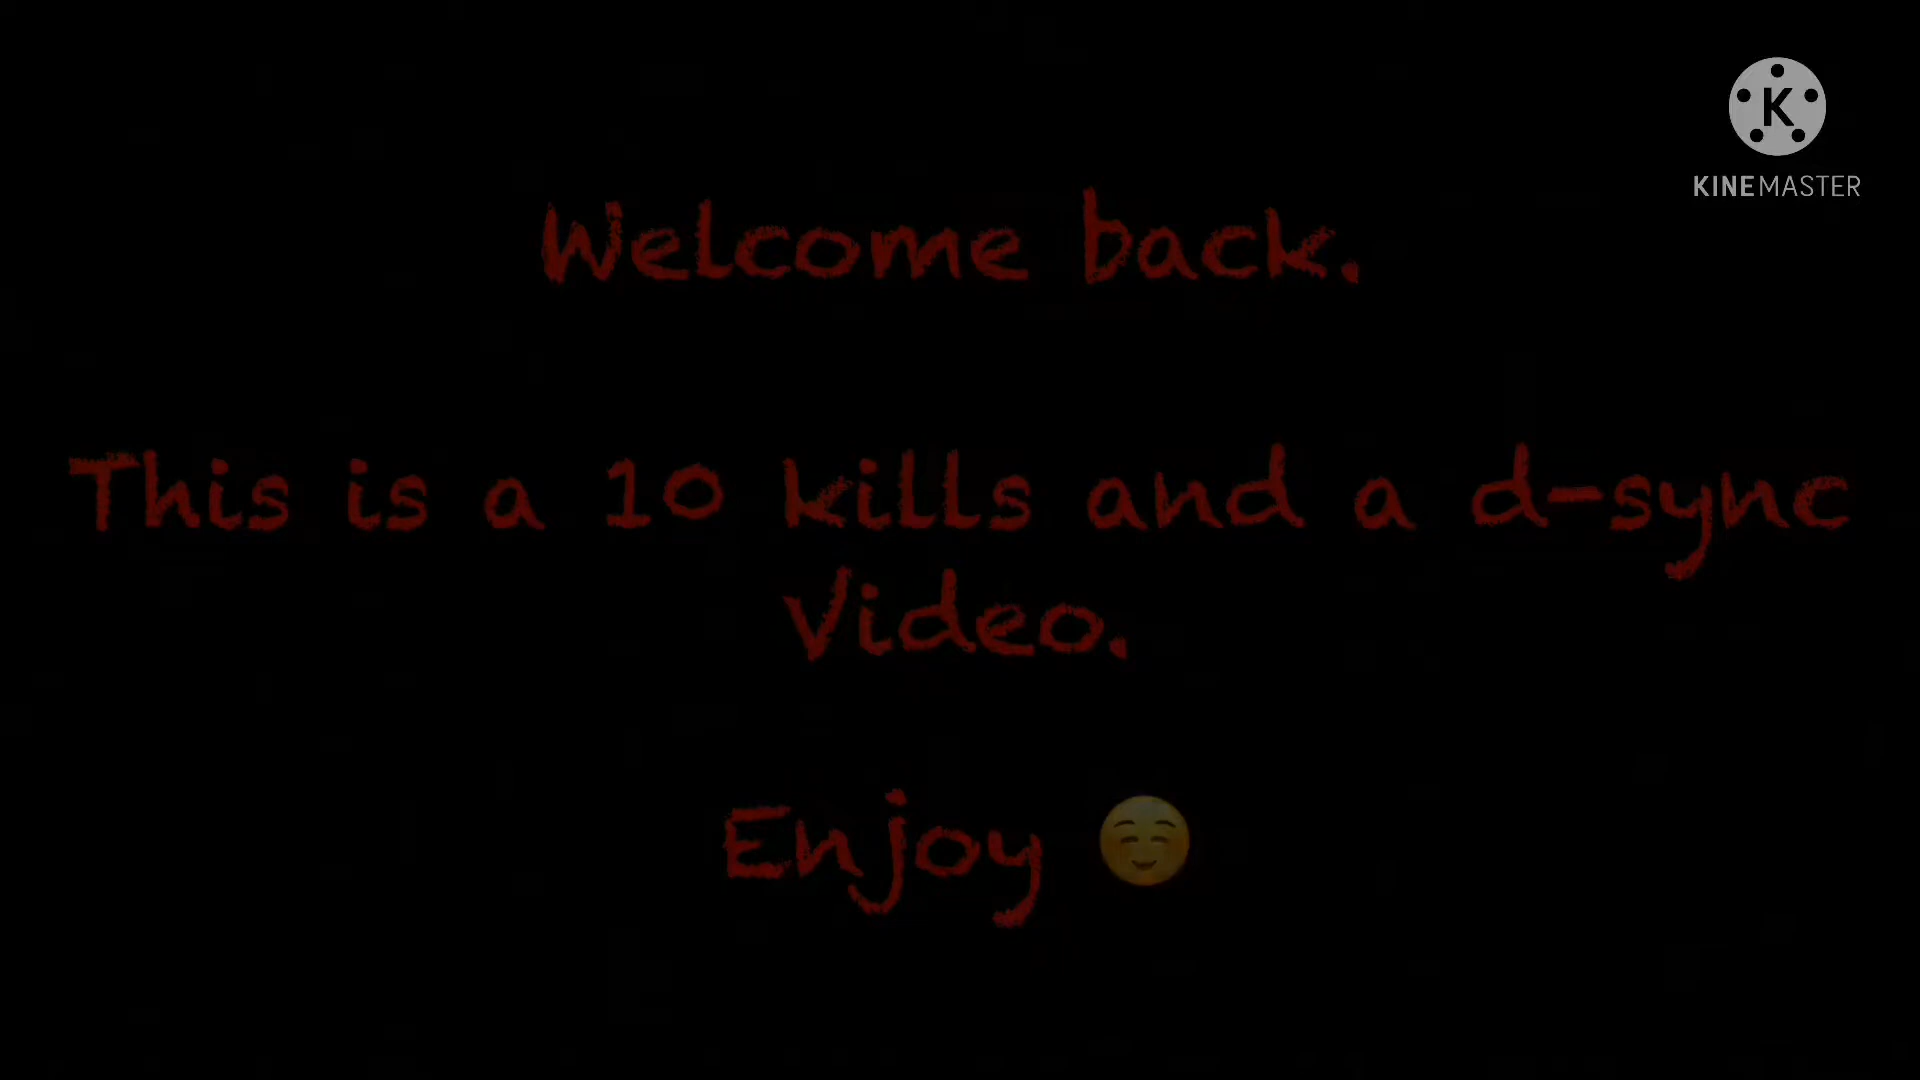 KINEMASTER
Welcome back.
This is a 10 kills and a d-sync
Video.
Enjoy ☺️